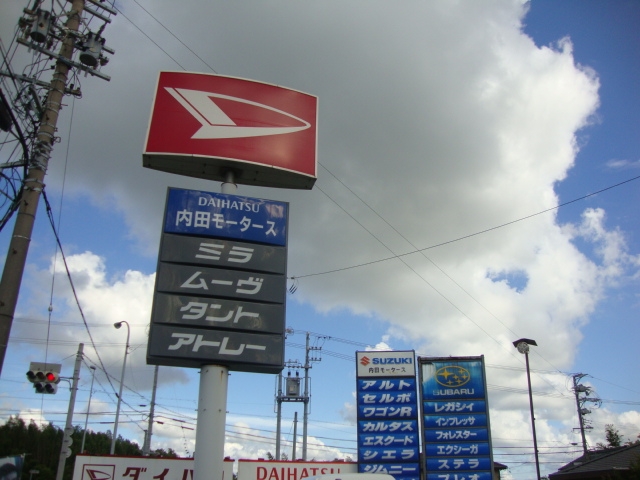 DAIHATSU
内田モータース
ミラ
ムーヴ
タント
アトレー
SUZUKI
内田モータース
アルト
セルボ
ワゴンR
カルタス
エスクード
シエラ
ジムニー
SUBARU
レガシィ
インプレッサ
フォレスター
エクシーガ
ステラ
プレオ
DAIHATSU